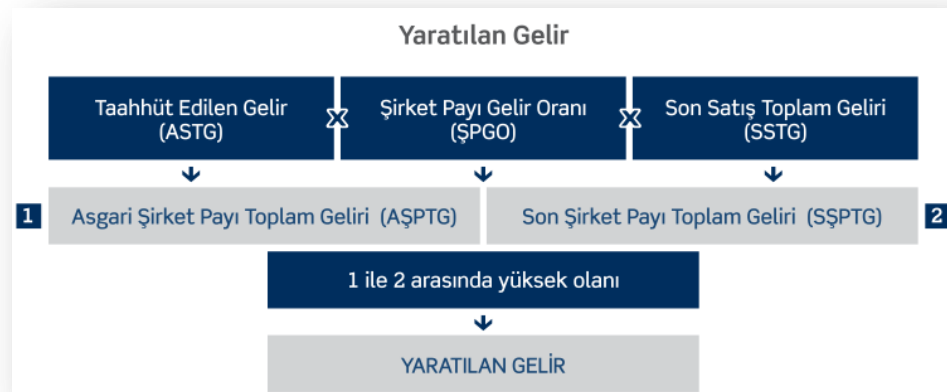 Yaratılan Gelir
Taahhüt Edilen Gelir
(ASTG)
Şirket Payı Gelir Oranı
(ŞPGO)
Son Satış Toplam Geliri
(SSTG)
1
Asgari Şirket Payı Toplam Geliri (AŞPTG)
Son Şirket Payı Toplam Geliri (SŞPTG)
2
1 ile 2 arasında yüksek olanı
YARATILAN GELİR